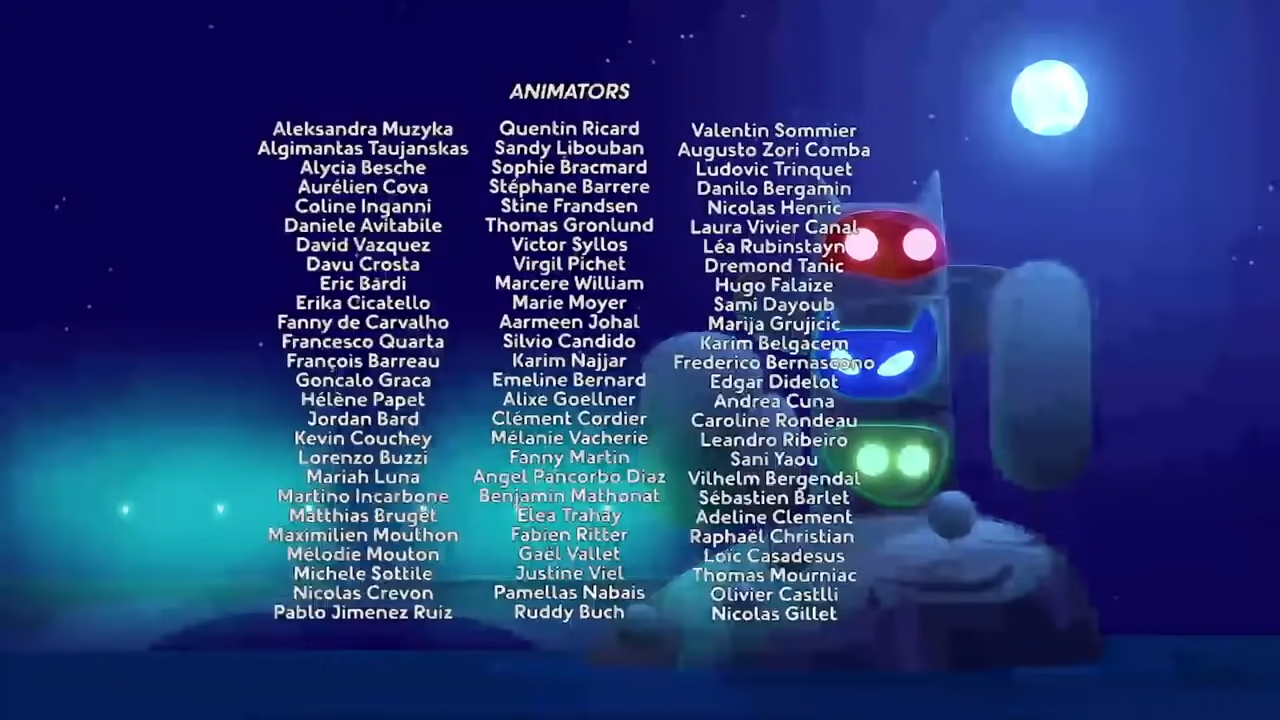 ANIMATORS
Aleksandra Muzyka
Algimantas Taujanskas
Alycia Besche
Aurélien Cova
Coline Inganni
Daniele Avitabile
David Vazquez
Davu Crosta
Eric Bardi
Erika Cicatello
Fanny de Carvalho
Francesco Quarta
François Barreau
Goncalo Graca
Hélène Papet
Jordan Bard
Kevin Couchey
Lorenzo Buzzi
Mariah Luna
Martino Incarbone
Matthias Bruget
Maximilien Mouthon
Mélodie Mouton
Michele Sottile
Nicolas Crevon
Pablo Jimenez Ruiz
Quentin Ricard
Sandy Libouban
Sophie Bracmard
Stéphane Barrere
Stine Frandsen
Thomas Gronlund
Victor Syllos
Virgil Pichet
Marcere William
Marie Moyer
Aarmeen Johal
Silvio Candido
Karim Najjar
Emeline Bernard
Alixe Goellner
Clément Cordier
Mélanie Vacherie
Fanny Martin
Angel Pancorbo Diaz
Benjamin Mathonat
Elea Trahay
Fabien Ritter
Gaël Vallet
Justine Viel
Pamellas Nabais
Ruddy Buch
Valentin Sommier
Augusto Zori Comba
Ludovic Trinquet
Danilo Bergamin
Nicolas Henric
Laura Vivier Canal
Léa Rubinstayn
Dremond Tanic
Hugo Falaize
Sami Dayoub
Marija Grujicic
Karim Belgacem
Frederico Bernascono
Edgar Didelot
Andrea Cuna
Caroline Rondeau
Leandro Ribeiro
Sani Yaou
Vilhelm Bergendal
Sébastien Barlet
Adeline Clement
Raphaël Christian
Loïc Casadesus
Thomas Mourniac
Olivier Castlli
Nicolas Gillet